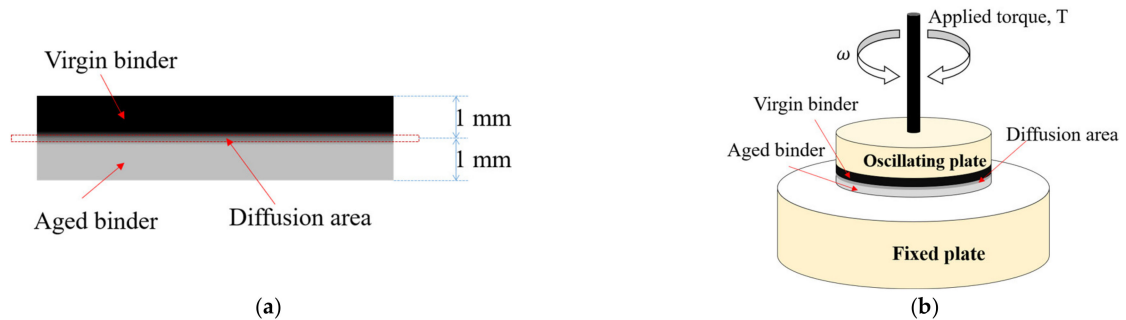 Virgin binder
1 mm
1 mm
Aged binder
Diffusion area
(a)
Applied torque, T
ω
Virgin binder
Diffusion area
Aged binder
Oscillating plate
Fixed plate
(b)